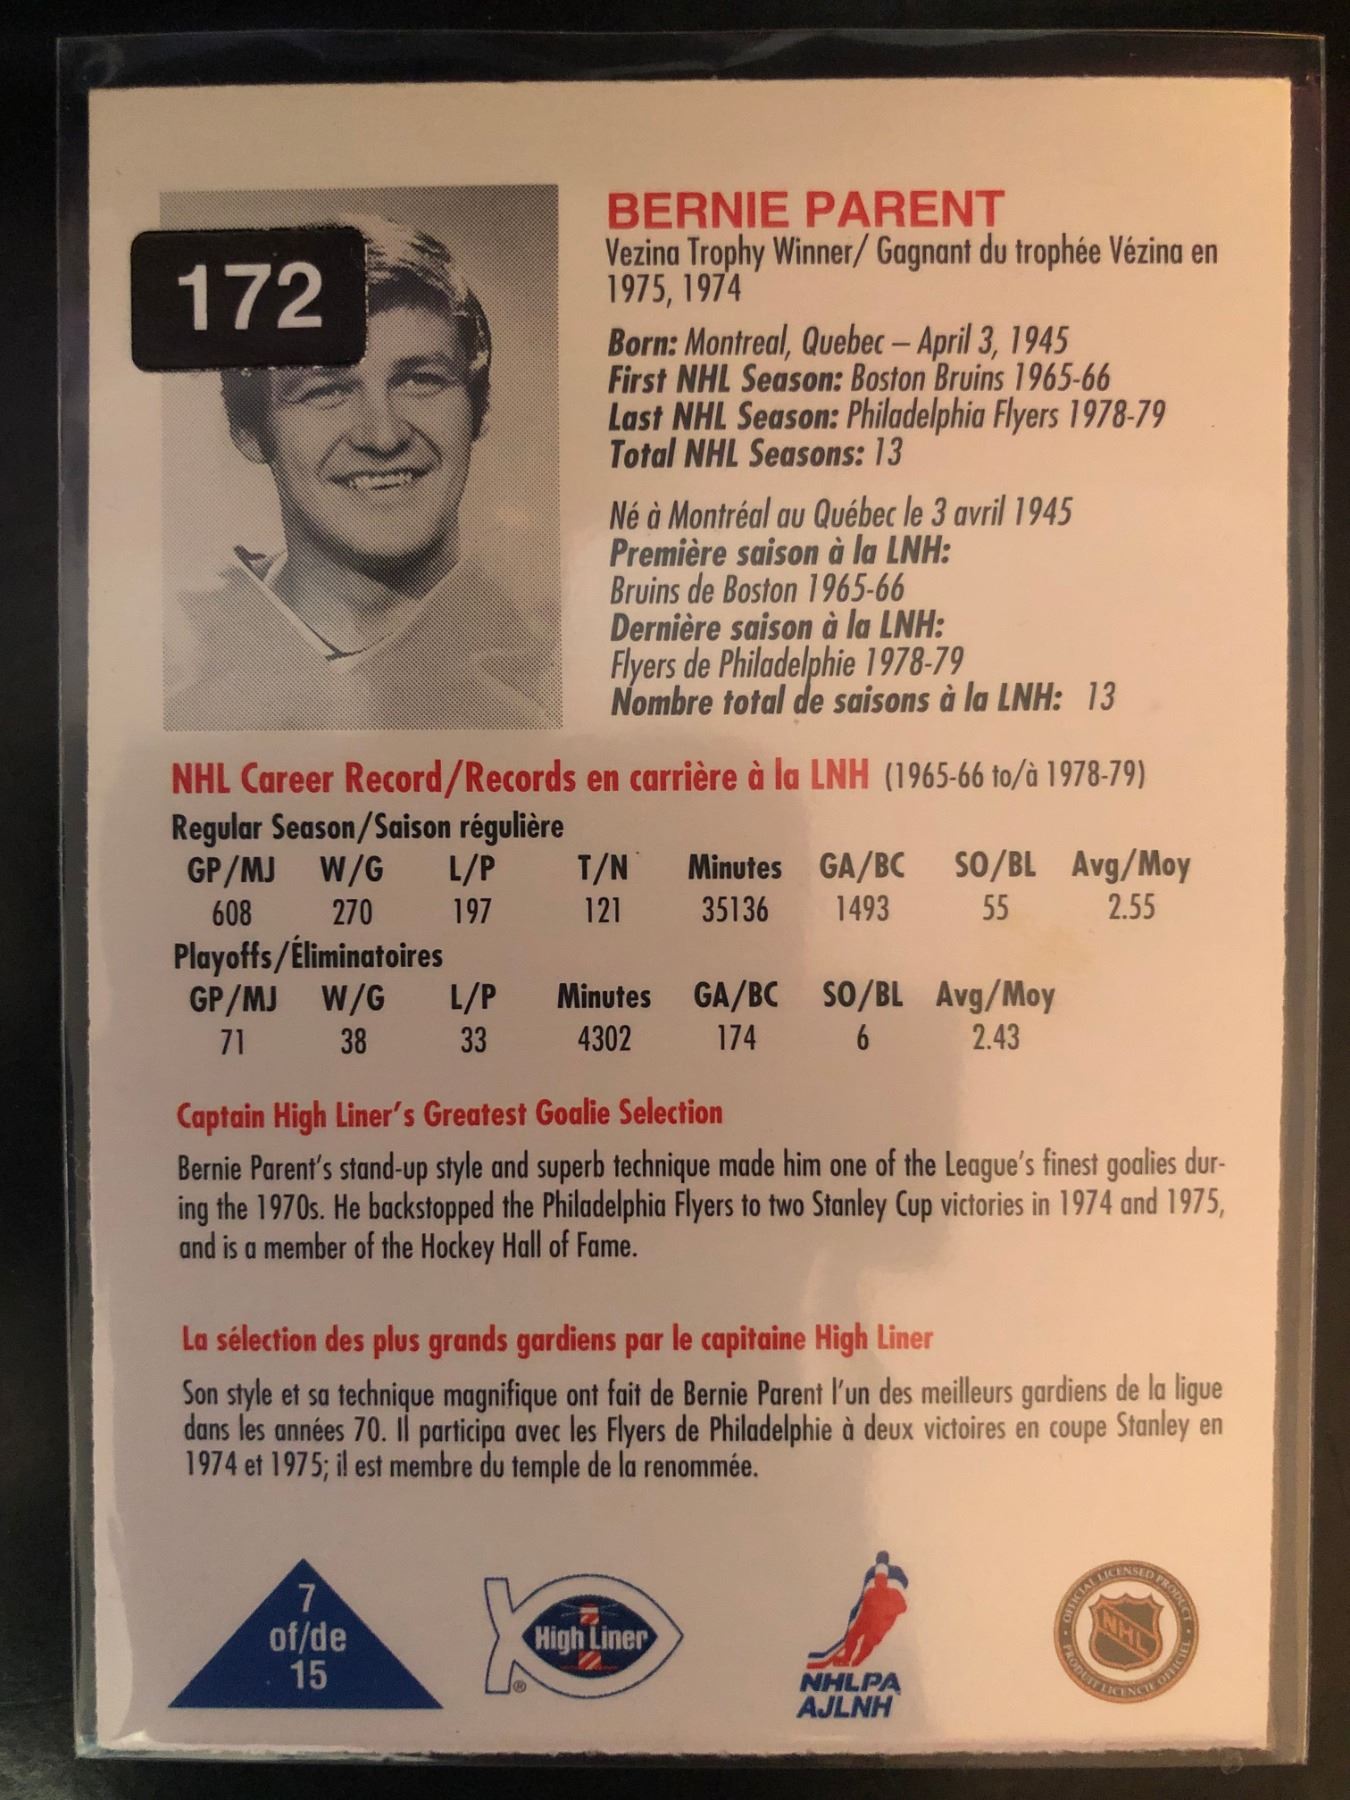 172
BERNIE PARENT
Vezina Trophy Winner/ Gagnant du trophée Vézina en
1975, 1974
Born: Montreal, Quebec – April 3, 1945
First NHL Season: Boston Bruins 1965-66
Last NHL Season: Philadelphia Flyers 1978-79
Total NHL Seasons: 13
Né à Montréal au Québec le 3 avril 1945
Première saison à la LNH:
Bruins de Boston 1965-66
Dernière saison à la LNH:
Flyers de Philadelphie 1978-79
Nombre total de saisons à la LNH: 13
NHL Career Record/Records en carrière à la LNH (1965-66 to/à 1978-79)
Regular Season/Saison régulière
GP/MJ W/G L/P T/N Minutes GA/BC SO/BL Avg/Moy
608 270 197 121 35136 1493 55 2.55
Playoffs/Éliminatoires
GP/MJ W/G L/P Minutes GA/BC SO/BL Avg/Moy
71 38 33 4302 174 6 2.43
Captain High Liner's Greatest Goalie Selection
Bernie Parent's stand-up style and superb technique made him one of the League's finest goalies dur-
ing the 1970s. He backstopped the Philadelphia Flyers to two Stanley Cup victories in 1974 and 1975,
and is a member of the Hockey Hall of Fame.
La sélection des plus grands gardiens par le capitaine High Liner
Son style et sa technique magnifique ont fait de Bernie Parent l'un des meilleurs gardiens de la ligue
dans les années 70. Il participa avec les Flyers de Philadelphie à deux victoires en coupe Stanley en
1974 et 1975; il est membre du temple de la renommée.
7
of/de
15
High Liner
®
NHLPA
AJLNH
OFFICIAL LICENSED PRODUCT
NHL
PRODUIT LICENCIÉ OFFICIEL